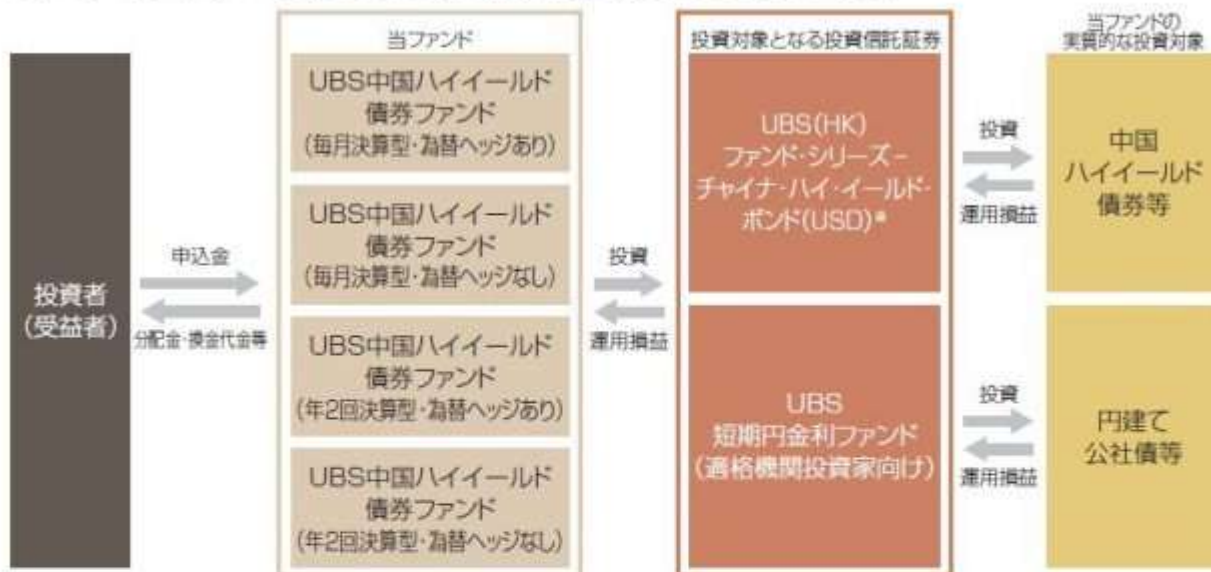 当ファンド
UBS中国ハイイールド
債券ファンド
(毎月決算型・為替ヘッジあり)
UBS中国ハイイールド
債券ファンド
(毎月決算型・為替ヘッジなし)
UBS中国ハイイールド
債券ファンド
(年2回決算型・為替ヘッジあり)
UBS中国ハイイールド
債券ファンド
(年2回決算型・為替ヘッジなし)
投資者
(受益者)
申込金
分配金・換金代金等
投資
運用損益
投資対象となる投資信託証券
UBS(HK)
ファンド・シリーズ−
チャイナ・ハイ・イールド・
ボンド(USD)*
UBS
短期円金利ファンド
(適格機関投資家向け)
投資
運用損益
投資
運用損益
当ファンドの
実質的な投資対象
中国
ハイイールド
債券等
円建て
公社債等